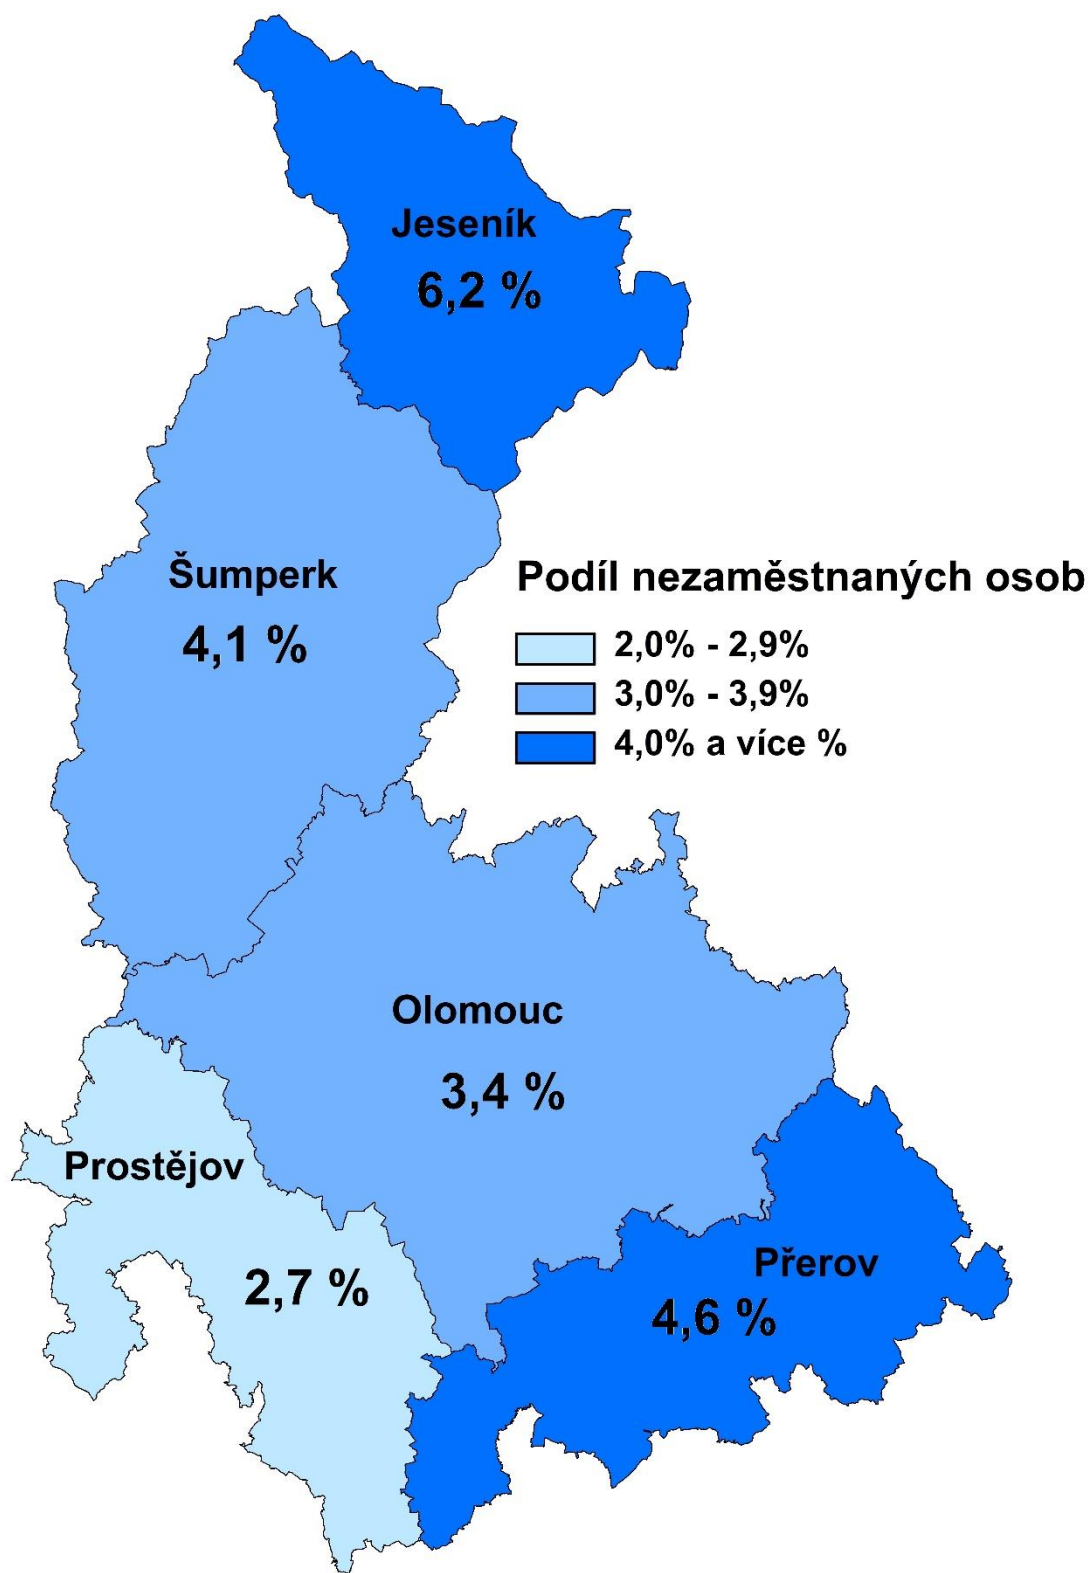 Jeseník
6,2 %
Šumperk
4,1 %
Podíl nezaměstnaných osob
2,0% - 2,9%
3,0% - 3,9%
4,0% a více %
Olomouc
3,4 %
Prostějov
2,7 %
Přerov
4,6 %